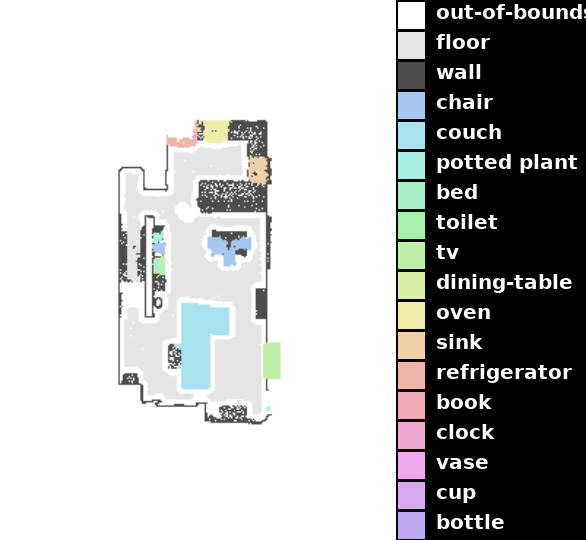 out-of-bounds
floor
wall
chair
couch
potted plant
bed
toilet
tv
dining-table
oven
sink
refrigerator
book
clock
vase
cup
bottle